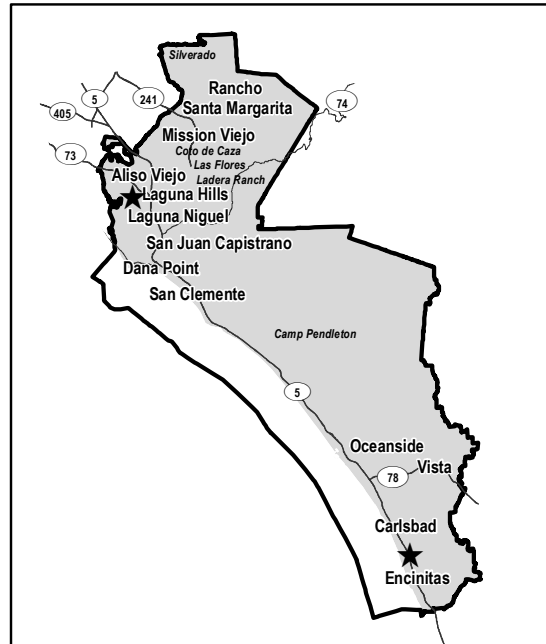 Silverado
Rancho
Santa Margarita
5
241
74
405
Mission Viejo
73
Coto de Caza
Las Flores
Aliso Viejo
Ladera Ranch
Laguna Hills
Laguna Niguel
San Juan Capistrano
Dana Point
San Clemente
Camp Pendleton
5
Oceanside
Vista
78
Carlsbad
Encinitas